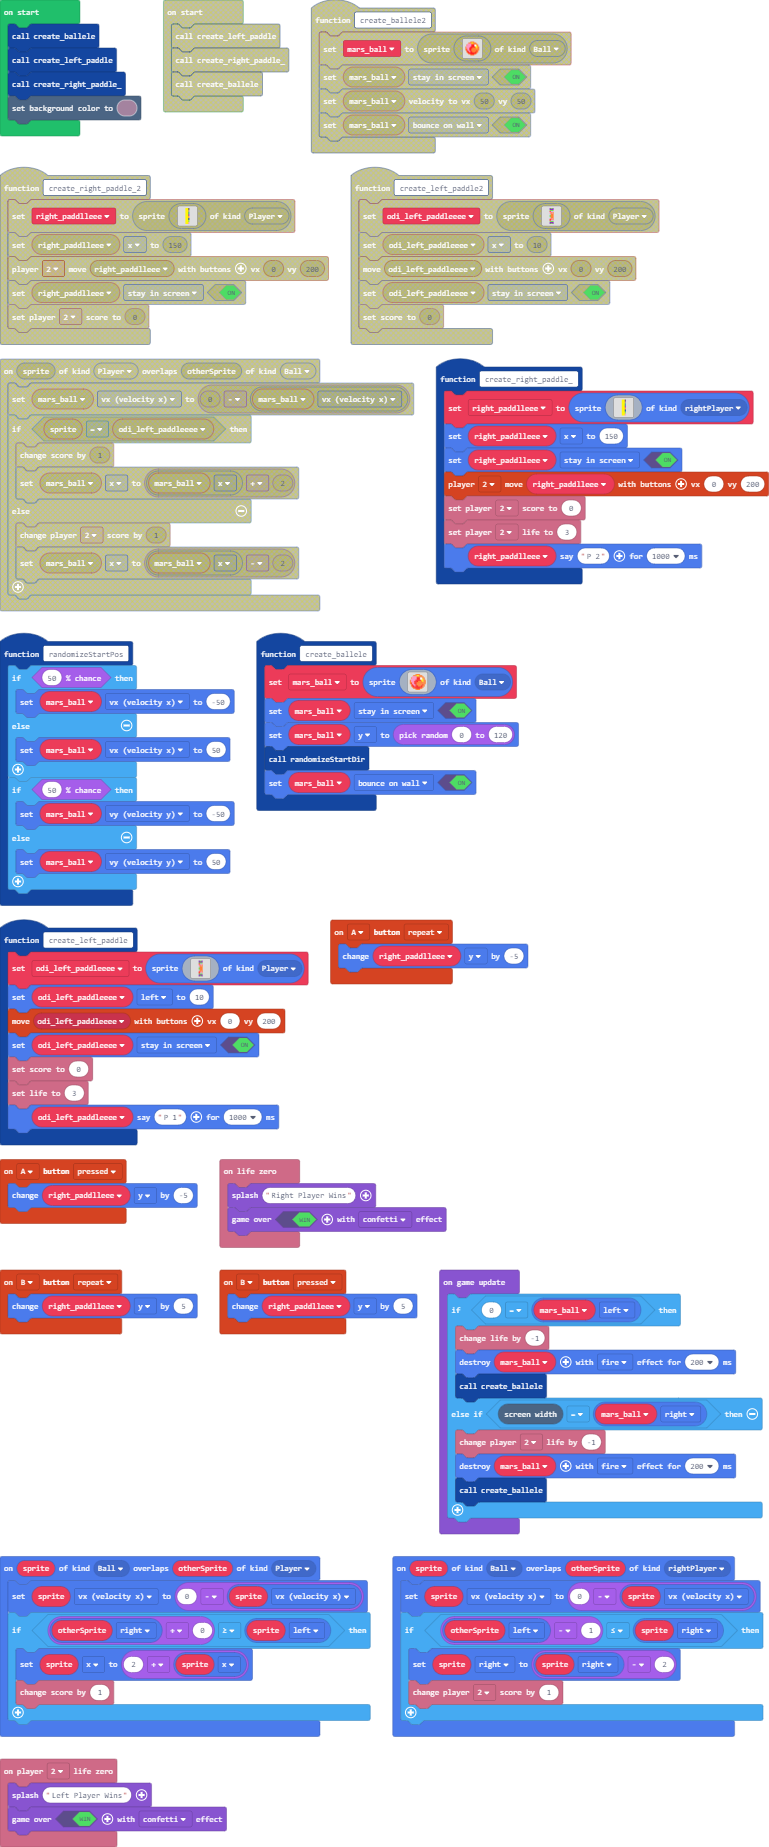 on start
call create_ballele
call create_left_paddle
call create_right_paddle_
set background color to
on start
call create_left_paddle
call create_right_paddle_
call create_ballele
function create_ballele2
set mars_ball to sprite of kind Ball
set mars_ball stay in screen ON
set mars_ball velocity to vx 50 vy 50
set mars_ball bounce on wall ON
function create_right_paddle_2
set right_paddlleee to sprite of kind Player
set right_paddlleee x to 150
player 2 move right_paddlleee with buttons + vx 0 vy 200
set right_paddlleee stay in screen ON
set player 2 score to 0
function create_left_paddle2
set odi_left_paddleeee to sprite of kind Player
set odi_left_paddleeee x to 10
move odi_left_paddleeee with buttons + vx 0 vy 200
set odi_left_paddleeee stay in screen ON
set score to 0
on sprite of kind Player overlaps otherSprite of kind Ball
set mars_ball vx (velocity x) to 0 - mars_ball vx (velocity x)
if sprite = odi_left_paddleeee then
change score by 1
set mars_ball x to mars_ball x + 2
else
change player 2 score by 1
set mars_ball x to mars_ball x - 2
function create_right_paddle_
set right_paddlleee to sprite of kind rightPlayer
set right_paddlleee x to 150
set right_paddlleee stay in screen ON
player 2 move right_paddlleee with buttons + vx 0 vy 200
set player 2 score to 0
set player 2 life to 3
right_paddlleee say "P 2" + for 1000 ms
function randomizeStartPos
if 50 % chance then
set mars_ball vx (velocity x) to -50
else
set mars_ball vx (velocity x) to 50
if 50 % chance then
set mars_ball vy (velocity y) to -50
else
set mars_ball vy (velocity y) to 50
function create_ballele
set mars_ball to sprite of kind Ball
set mars_ball stay in screen ON
set mars_ball y to pick random 0 to 120
call randomizeStartDir
set mars_ball bounce on wall ON
function create_left_paddle
set odi_left_paddleeee to sprite of kind Player
set odi_left_paddleeee left to 10
move odi_left_paddleeee with buttons + vx 0 vy 200
set odi_left_paddleeee stay in screen ON
set score to 0
set life to 3
odi_left_paddleeee say "P 1" + for 1000 ms
on A button repeat
change right_paddlleee y by -5
on A button pressed
change right_paddlleee y by -5
on life zero
splash "Right Player Wins" +
game over WIN + with confetti effect
on B button repeat
change right_paddlleee y by 5
on B button pressed
change right_paddlleee y by 5
on game update
if 0 = mars_ball left then
change life by -1
destroy mars_ball + with fire effect for 200 ms
call create_ballele
else if screen width = mars_ball right then
change player 2 life by -1
destroy mars_ball + with fire effect for 200 ms
call create_ballele
on sprite of kind Ball overlaps otherSprite of kind Player
set sprite vx (velocity x) to 0 - sprite vx (velocity x)
if otherSprite right + 0 ≥ sprite left then
set sprite x to 2 + sprite x
change score by 1
on sprite of kind Ball overlaps otherSprite of kind rightPlayer
set sprite vx (velocity x) to 0 - sprite vx (velocity x)
if otherSprite left - 1 ≤ sprite right then
set sprite right to sprite right - 2
change player 2 score by 1
on player 2 life zero
splash "Left Player Wins" +
game over WIN + with confetti effect